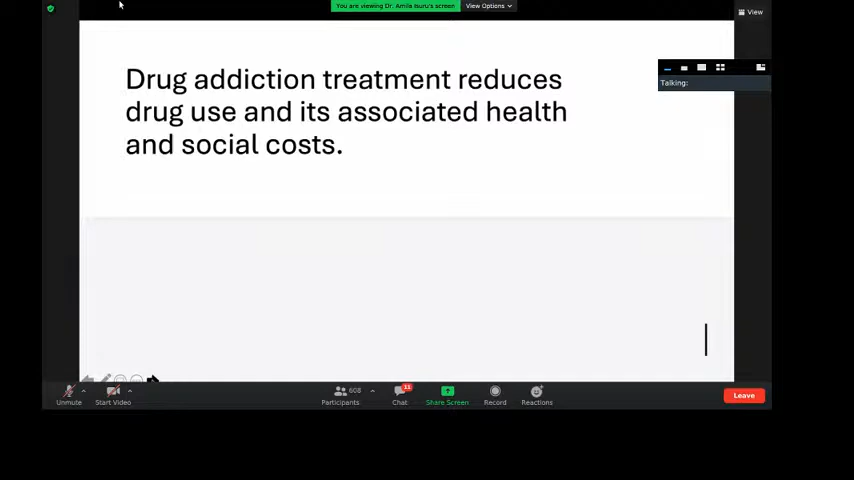 You are viewing Dr. Amila Isuru's screen
View Options
View
Talking:
Drug addiction treatment reduces
drug use and its associated health
and social costs.
Unmute
Start Video
608
Participants
11
Chat
Share Screen
Record
Reactions
Leave